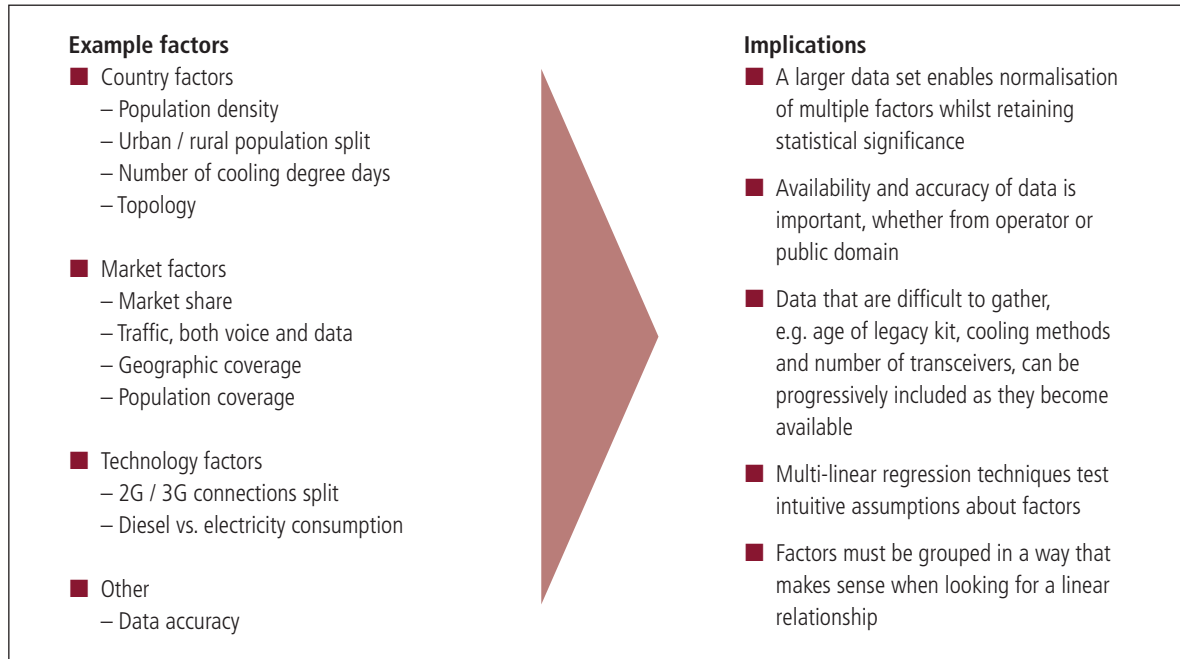 Example factors
■ Country factors
– Population density
– Urban / rural population split
– Number of cooling degree days
– Topology
■ Market factors
– Market share
– Traffic, both voice and data
– Geographic coverage
– Population coverage
■ Technology factors
– 2G / 3G connections split
– Diesel vs. electricity consumption
■ Other
– Data accuracy
Implications
■ A larger data set enables normalisation
of multiple factors whilst retaining
statistical significance
■ Availability and accuracy of data is
important, whether from operator or
public domain
■ Data that are difficult to gather,
e.g. age of legacy kit, cooling methods
and number of transceivers, can be
progressively included as they become
available
■ Multi-linear regression techniques test
intuitive assumptions about factors
■ Factors must be grouped in a way that
makes sense when looking for a linear
relationship